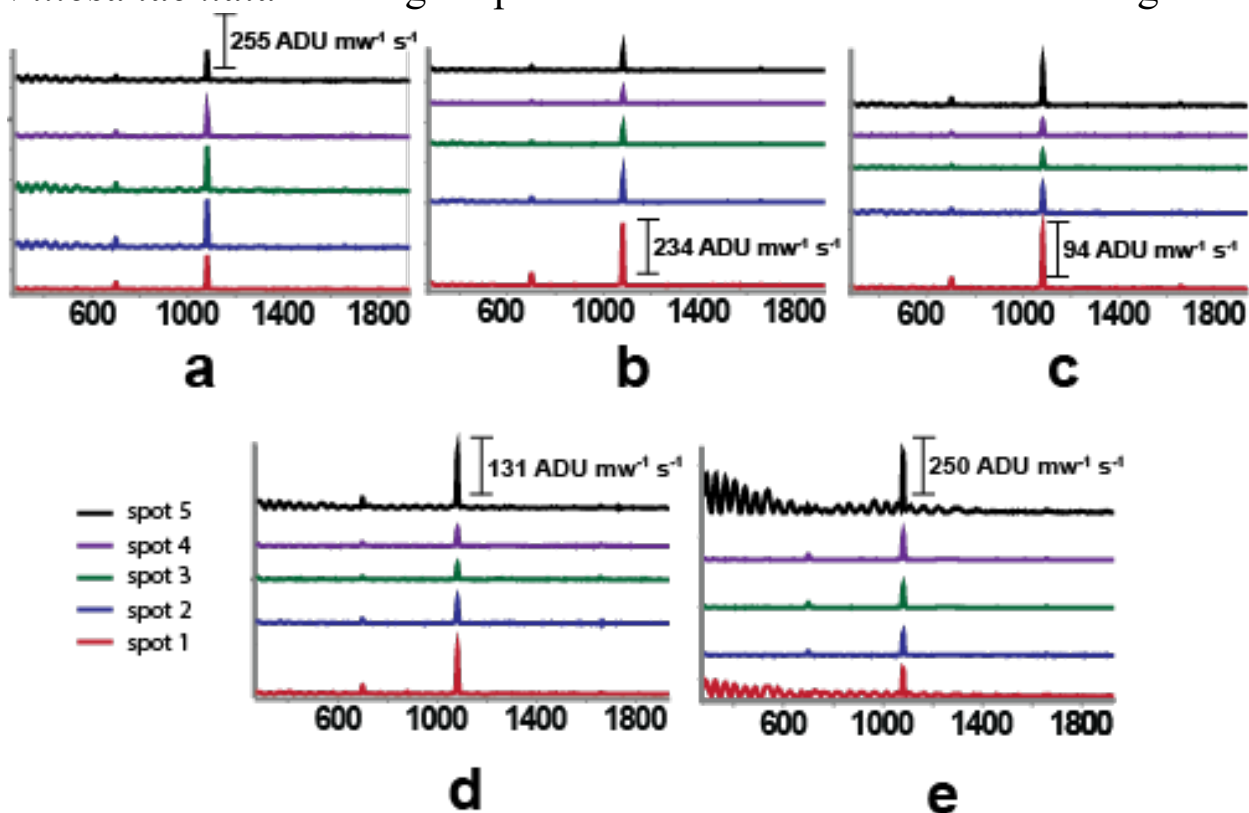 255 ADU mw⁻¹ s⁻¹
234 ADU mw⁻¹ s⁻¹
94 ADU mw⁻¹ s⁻¹
600 1000 1400 1800
600 1000 1400 1800
600 1000 1400 1800
a
b
c
131 ADU mw⁻¹ s⁻¹
250 ADU mw⁻¹ s⁻¹
spot 5
spot 4
spot 3
spot 2
spot 1
600 1000 1400 1800
600 1000 1400 1800
d
e